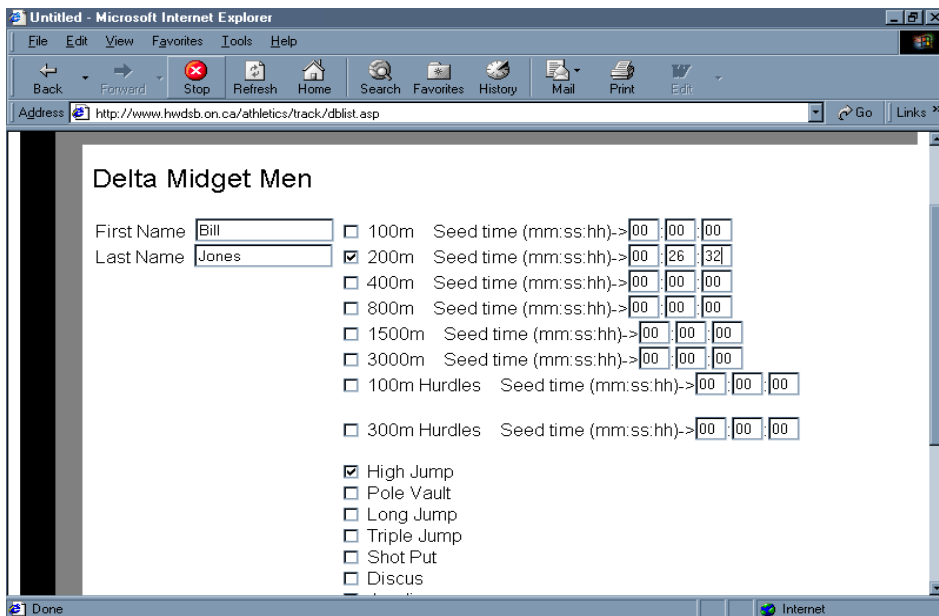 Untitled - Microsoft Internet Explorer
File Edit View Favorites Tools Help
Back Forward Stop Refresh Home Search Favorites History Mail Print Edit
Address http://www.hwdsb.on.ca/athletics/track/dblist.asp Go Links »
Delta Midget Men
First Name Bill 100m Seed time (mm:ss:hh)->00 :00 :00
Last Name Jones 200m Seed time (mm:ss:hh)->00 :26 :32
400m Seed time (mm:ss:hh)->00 :00 :00
800m Seed time (mm:ss:hh)->00 :00 :00
1500m Seed time (mm:ss:hh)->00 :00 :00
3000m Seed time (mm:ss:hh)->00 :00 :00
100m Hurdles Seed time (mm:ss:hh)->00 :00 :00
300m Hurdles Seed time (mm:ss:hh)->00 :00 :00
High Jump
Pole Vault
Long Jump
Triple Jump
Shot Put
Discus
Done Internet